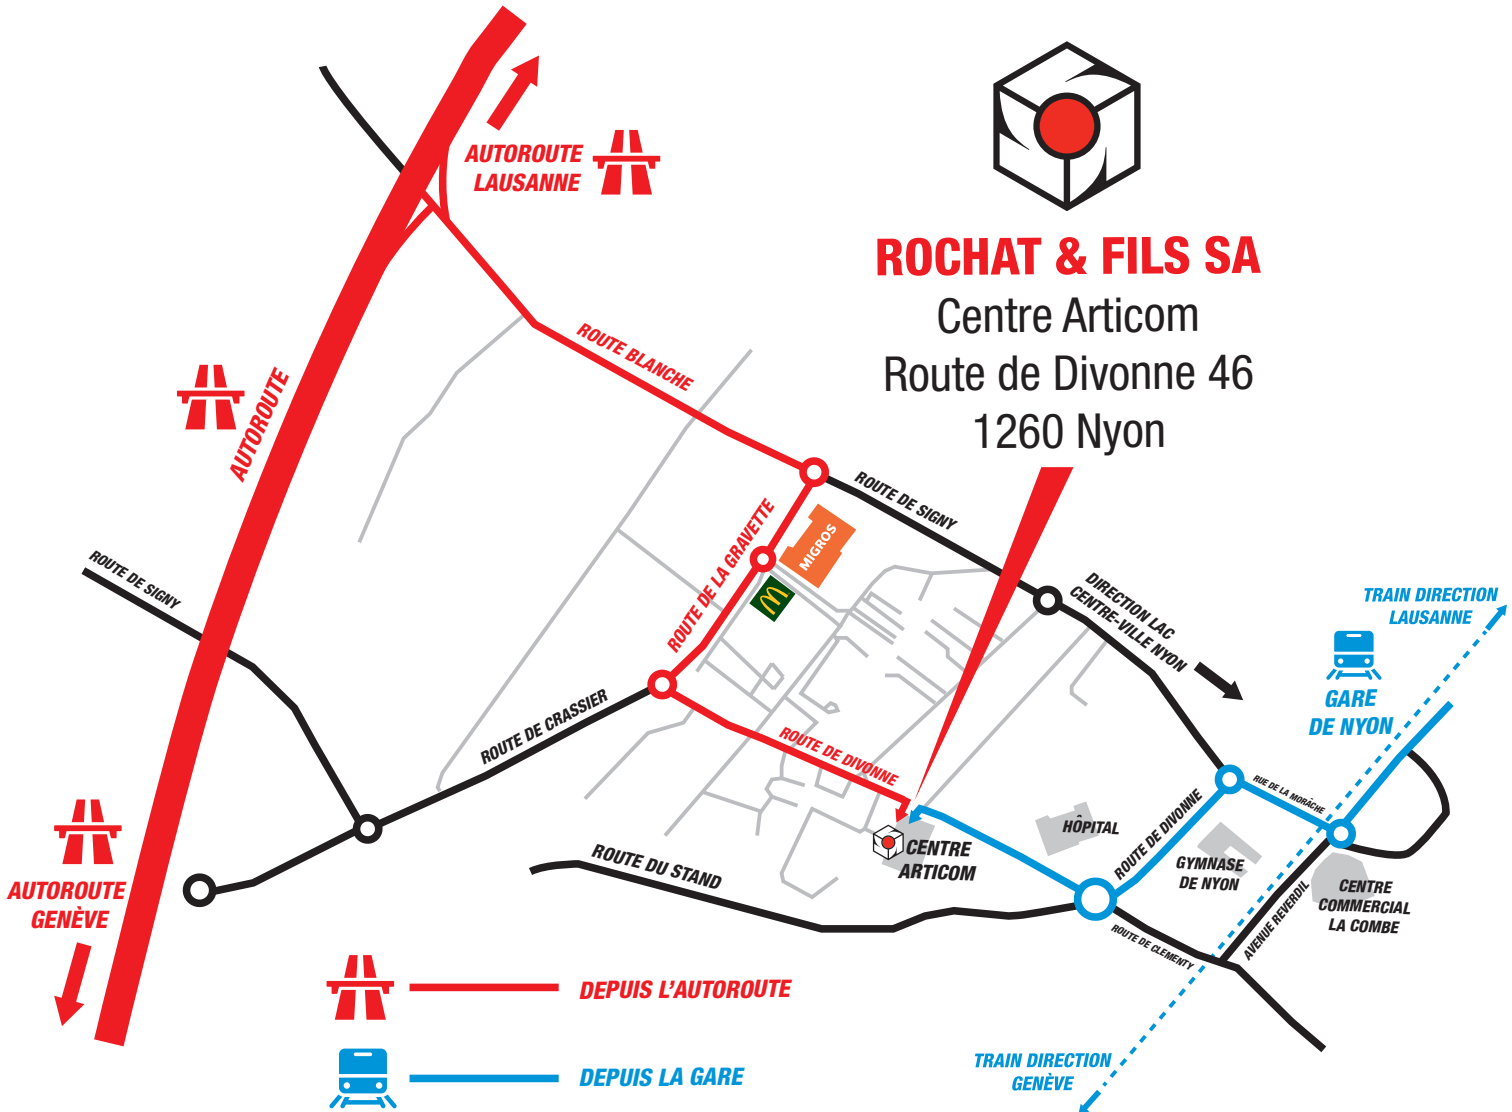 AUTOROUTE
LAUSANNE
ROCHAT & FILS SA
Centre Articom
Route de Divonne 46
1260 Nyon
ROUTE BLANCHE
AUTOROUTE
ROUTE DE SIGNY
ROUTE DE LA GRAVETTE
MIGROS
ROUTE DE SIGNY
DIRECTION LAC
CENTRE-VILLE NYON
TRAIN DIRECTION
LAUSANNE
GARE
DE NYON
ROUTE DE CRASSIER
ROUTE DE DIVONNE
RUE DE LA MORÂCHE
ROUTE DE DIVONNE
HÔPITAL
CENTRE
ARTICOM
GYMNASE
DE NYON
ROUTE DU STAND
AUTOROUTE
GENÈVE
CENTRE
COMMERCIAL
LA COMBE
AVENUE REVERDIL
ROUTE DE CLEMENTY
DEPUIS L'AUTOROUTE
TRAIN DIRECTION
GENÈVE
DEPUIS LA GARE